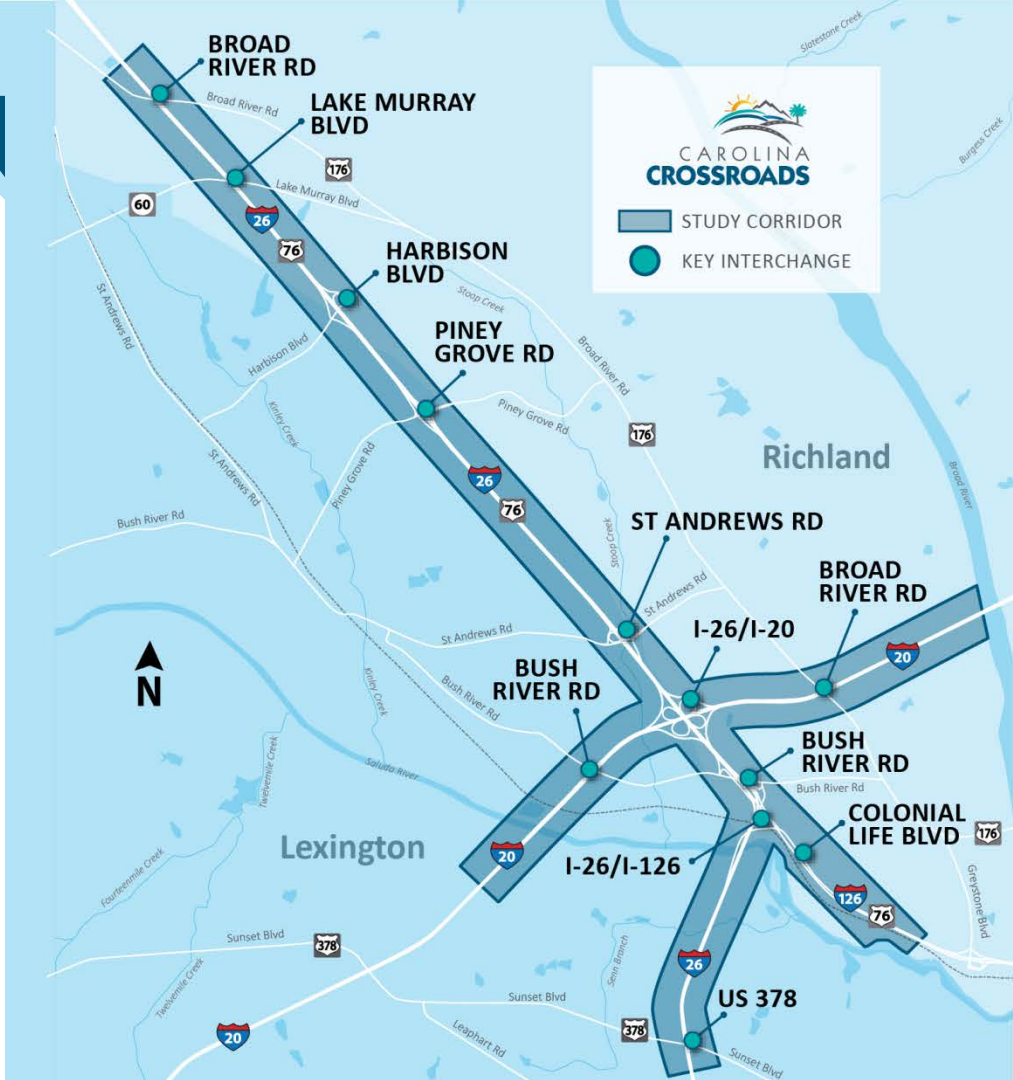 BROAD
RIVER RD
LAKE MURRAY
BLVD
Slatestone Creek
Broad River Rd
176
CAROLINA
CROSSROADS
STUDY CORRIDOR
KEY INTERCHANGE
Burgess Creek
Lake Murray Blvd
60
26
76
HARBISON
BLVD
Stoop Creek
St Andrews Rd
Harbison Blvd
PINEY
GROVE RD
Broad River Rd
Kinley Creek
Piney Grove Rd
176
Richland
St Andrews Rd
Piney Grove Rd
26
76
Broad River
Bush River Rd
ST ANDREWS RD
Stoop Creek
BROAD
RIVER RD
St Andrews Rd
St Andrews Rd
I-26/I-20
20
N
BUSH
RIVER RD
Bush River Rd
Kinley Creek
Twelvemile Creek
Saluda River
BUSH
RIVER RD
Bush River Rd
COLONIAL
LIFE BLVD
176
Lexington
20
I-26/I-126
Fourteenmile Creek
126
76
Greystone Blvd
Sunset Blvd
378
26
Senn Branch
Twelvemile Creek
Sunset Blvd
US 378
20
Leaphart Rd
378
Sunset Blvd